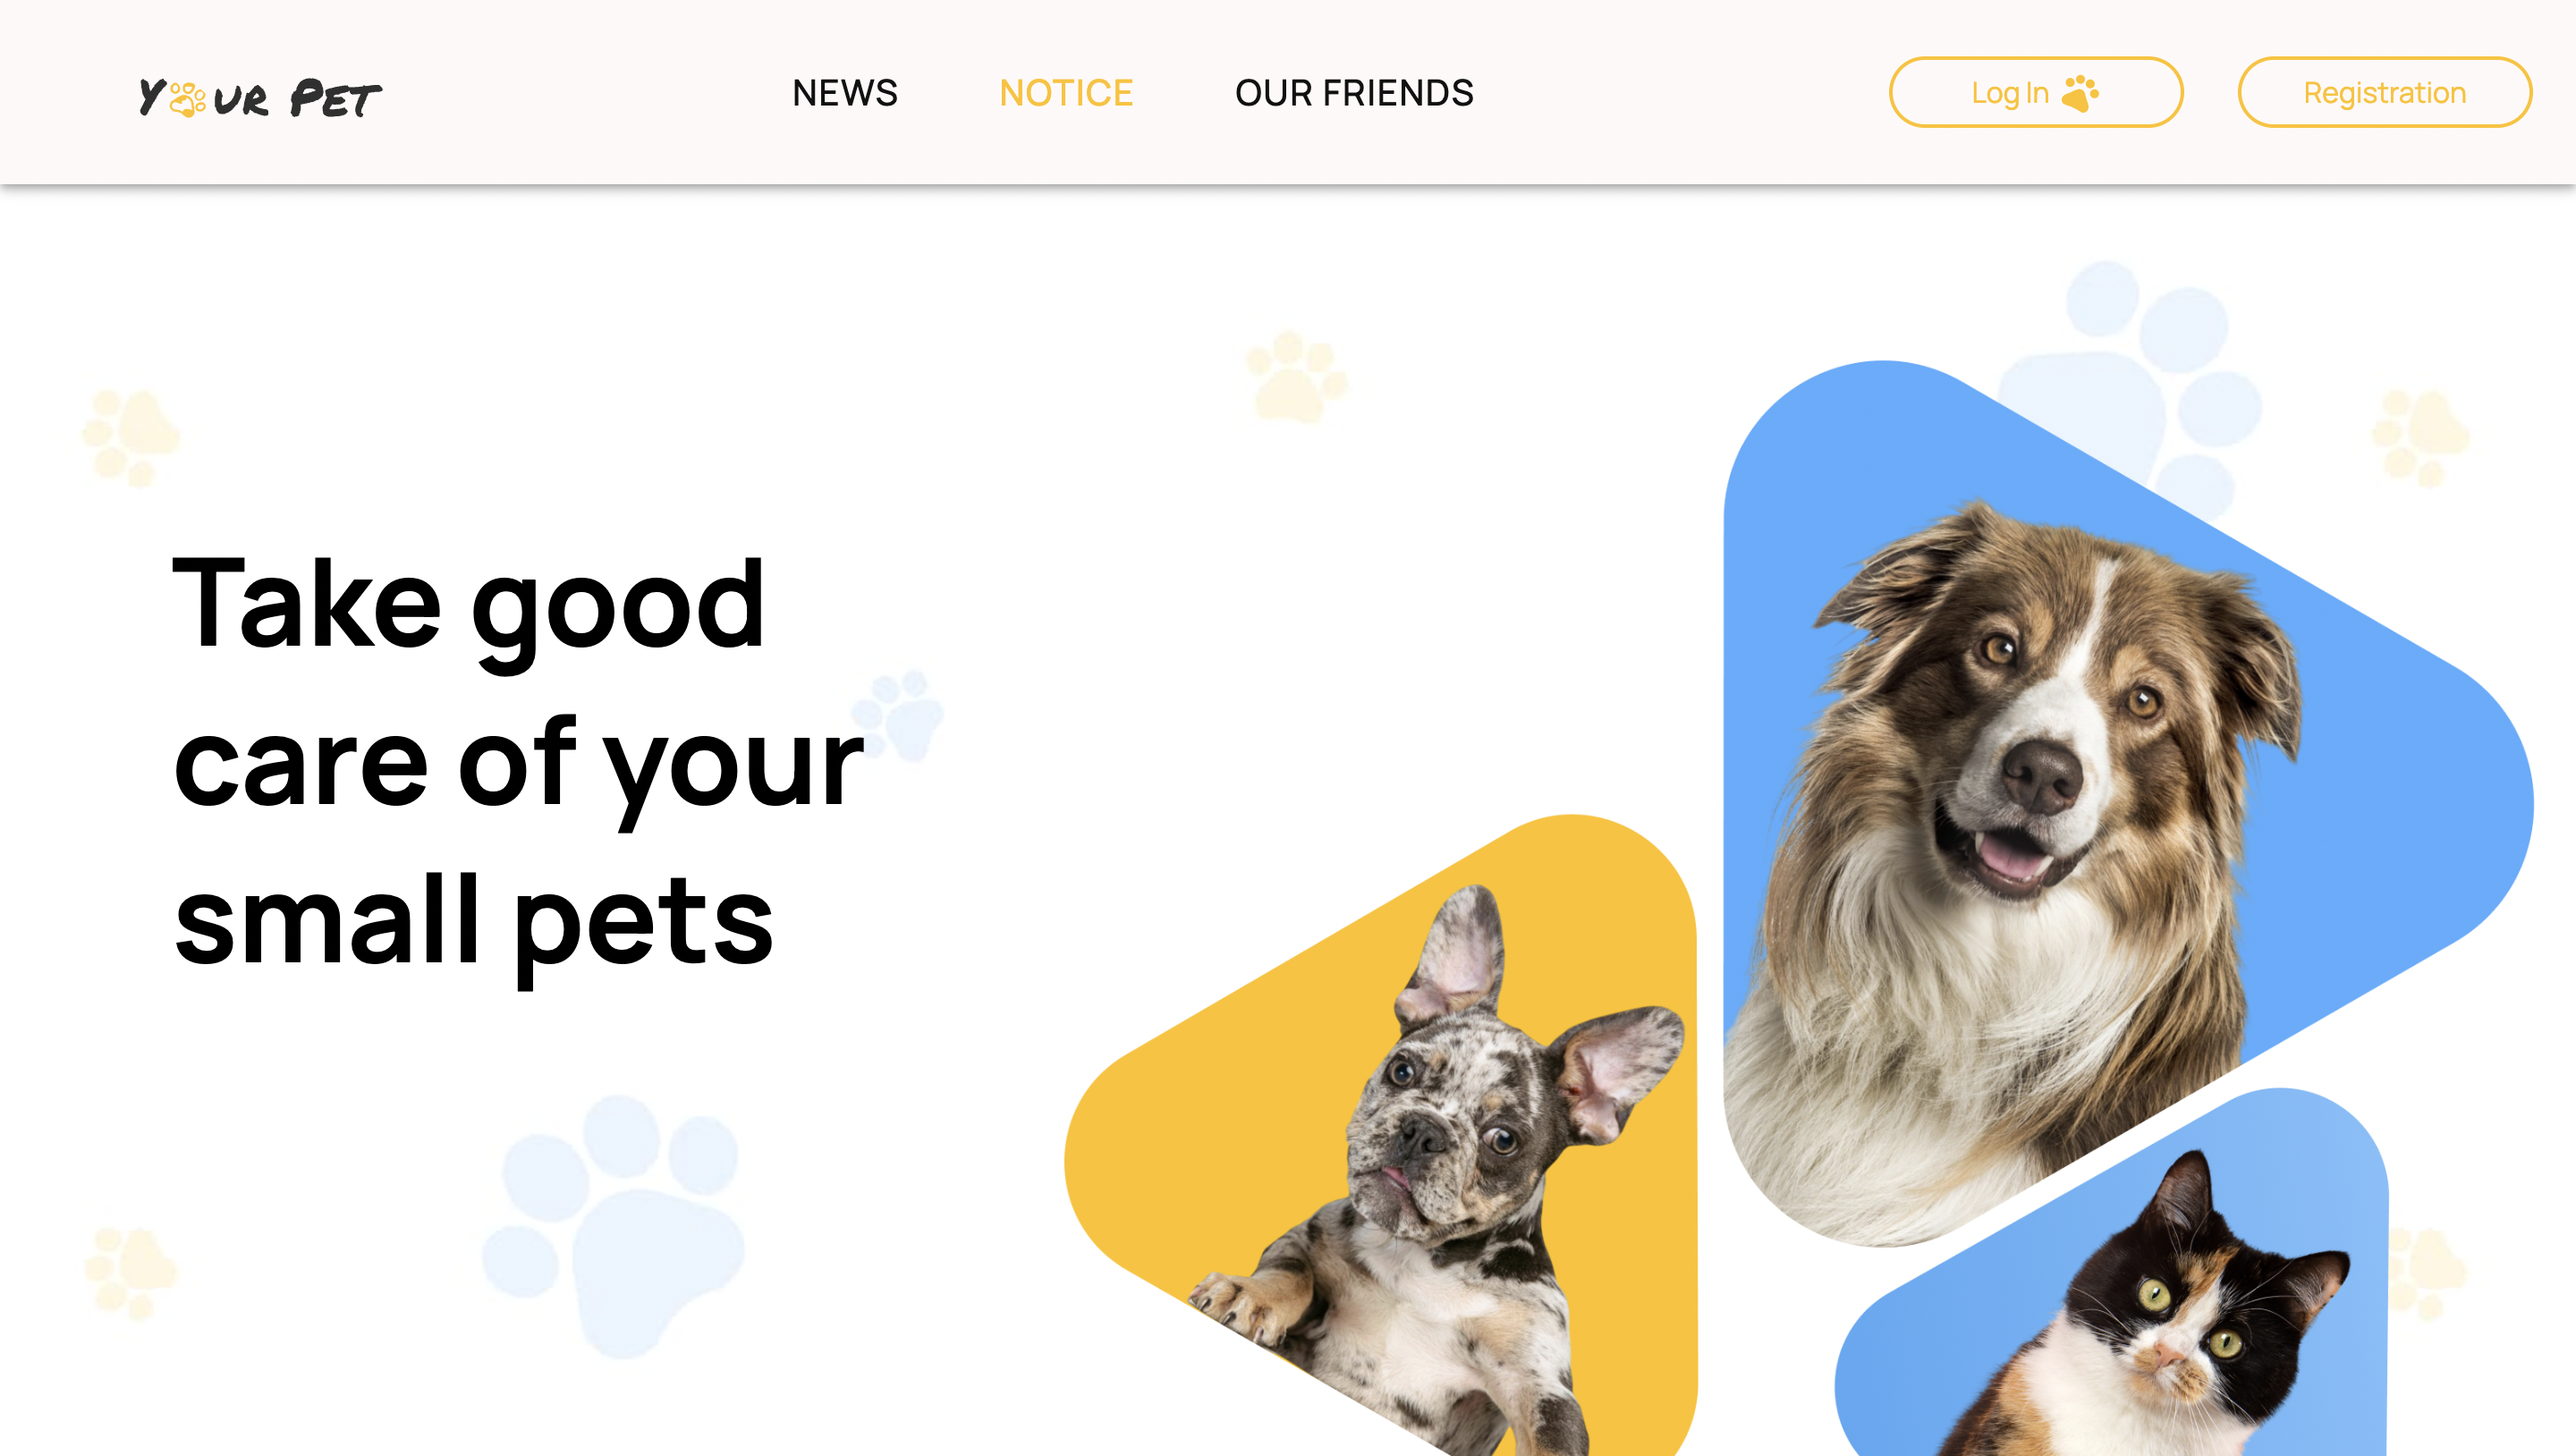 Your Pet
NEWS
NOTICE
OUR FRIENDS
Log In
Registration
Take good
care of your
small pets